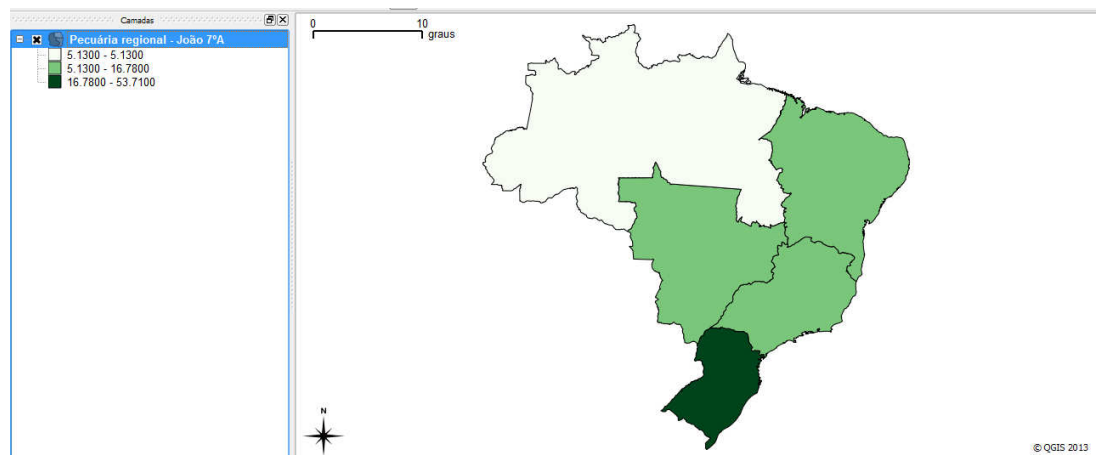 Camadas
Pecuária regional - João 7ºA
5.1300 - 5.1300
5.1300 - 16.7800
16.7800 - 53.7100
0 10
graus
N
© QGIS 2013